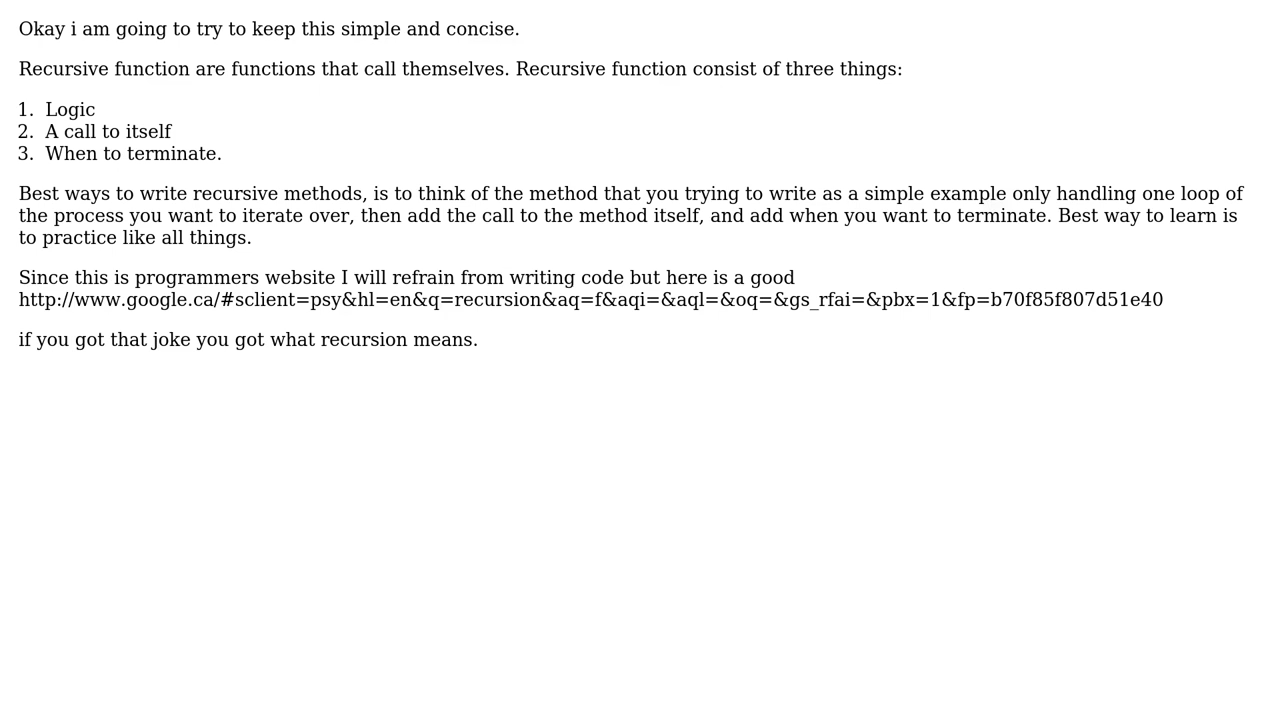 Okay i am going to try to keep this simple and concise.
Recursive function are functions that call themselves. Recursive function consist of three things:
1. Logic
2. A call to itself
3. When to terminate.
Best ways to write recursive methods, is to think of the method that you trying to write as a simple example only handling one loop of
the process you want to iterate over, then add the call to the method itself, and add when you want to terminate. Best way to learn is
to practice like all things.
Since this is programmers website I will refrain from writing code but here is a good
http://www.google.ca/#sclient=psy&hl=en&q=recursion&aq=f&aqi=&aql=&oq=&gs_rfai=&pbx=1&fp=b70f85f807d51e40
if you got that joke you got what recursion means.